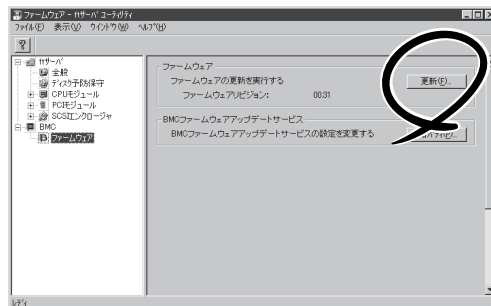 ファームウェア - ftサーバ ユーティリティ
ファイル(F) 表示(V) ウインドウ(W) ヘルプ(H)
ftサーバ
全般
ディスク予防保守
CPUモジュール
PCIモジュール
SCSIエンクロージャ
BMC
ファームウェア
ファームウェア
ファームウェアの更新を実行する
更新(F)...
ファームウェアリビジョン: 00.31
BMCファームウェアアップデートサービス
BMCファームウェアアップデートサービスの設定を変更する
レディ